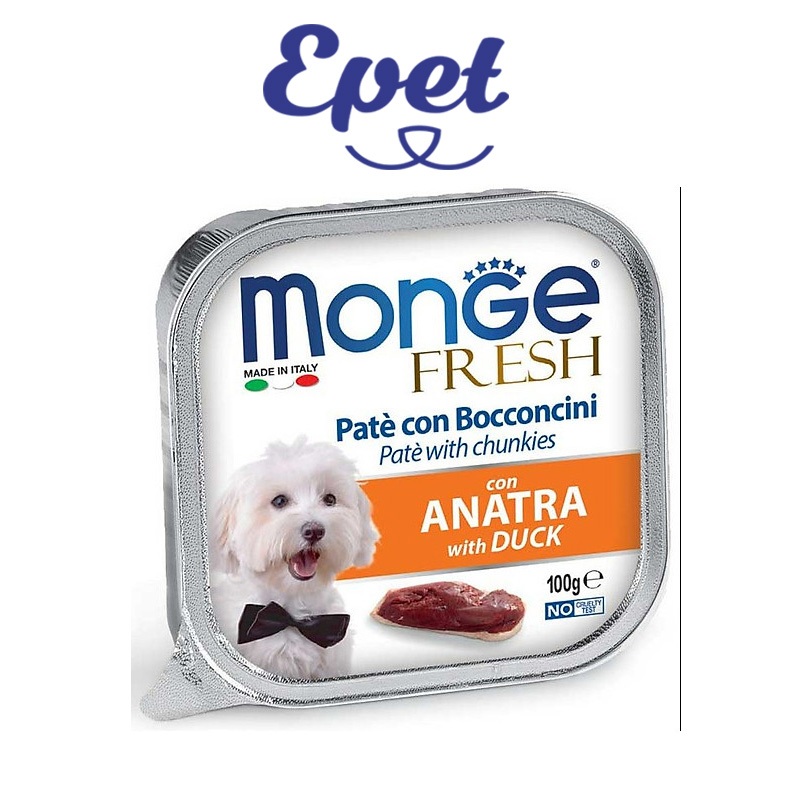 Epet
monGe®
FRESH
MADE IN ITALY
Patè con Bocconcini
Patè with chunkies
con
ANATRA
with DUCK
100g ℮
NO CRUELTY TEST